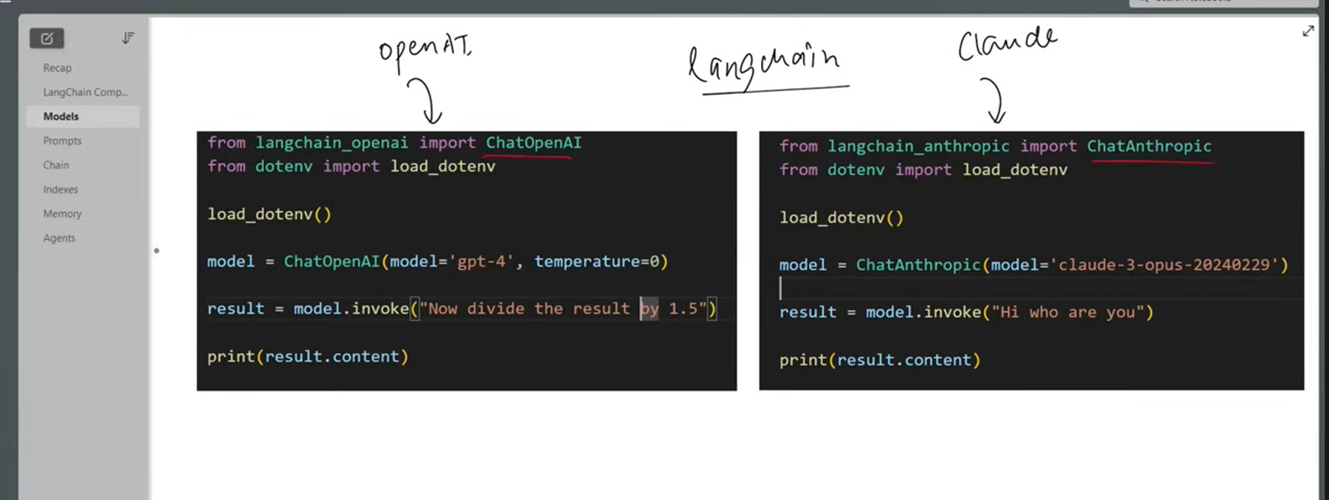 Recap
LangChain Comp...
Models
Prompts
Chain
Indexes
Memory
Agents
openAI
langchain
Claude
from langchain_openai import ChatOpenAI
from dotenv import load_dotenv
load_dotenv()
model = ChatOpenAI(model='gpt-4', temperature=0)
result = model.invoke("Now divide the result by 1.5")
print(result.content)
from langchain_anthropic import ChatAnthropic
from dotenv import load_dotenv
load_dotenv()
model = ChatAnthropic(model='claude-3-opus-20240229')
result = model.invoke("Hi who are you")
print(result.content)